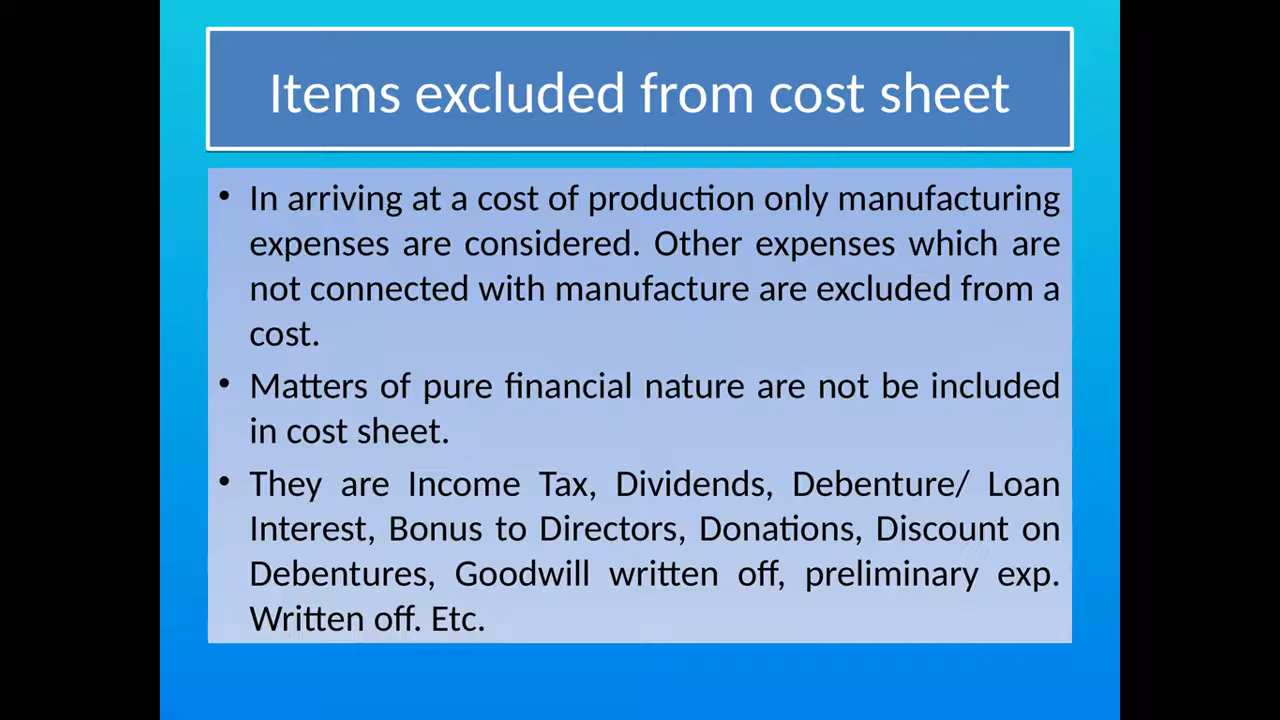 Items excluded from cost sheet
• In arriving at a cost of production only manufacturing
expenses are considered. Other expenses which are
not connected with manufacture are excluded from a
cost.
• Matters of pure financial nature are not be included
in cost sheet.
• They are Income Tax, Dividends, Debenture/ Loan
Interest, Bonus to Directors, Donations, Discount on
Debentures, Goodwill written off, preliminary exp.
Written off. Etc.